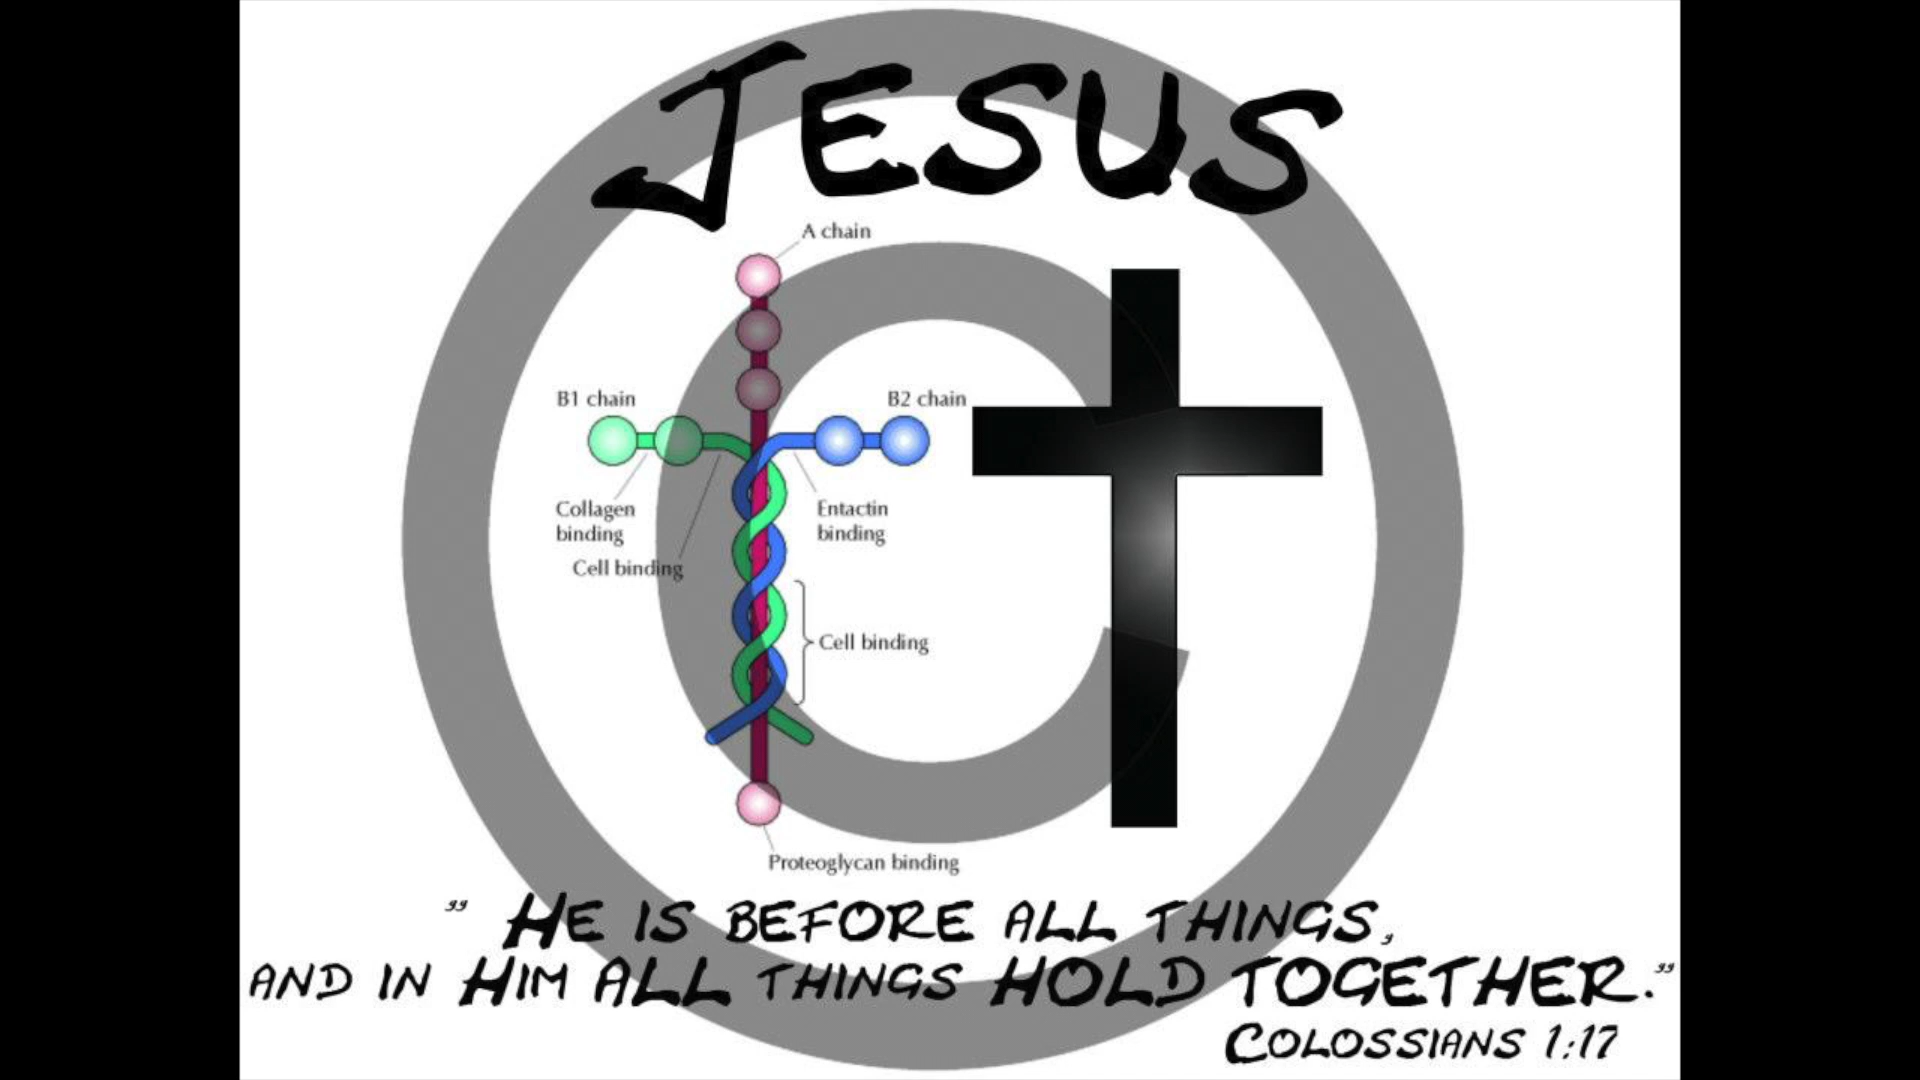 JESUS
A chain
B1 chain
B2 chain
Collagen
binding
Entactin
binding
Cell binding
Cell binding
Proteoglycan binding
" HE IS BEFORE ALL THINGS,
AND IN HIM ALL THINGS HOLD TOGETHER."
COLOSSIANS 1:17